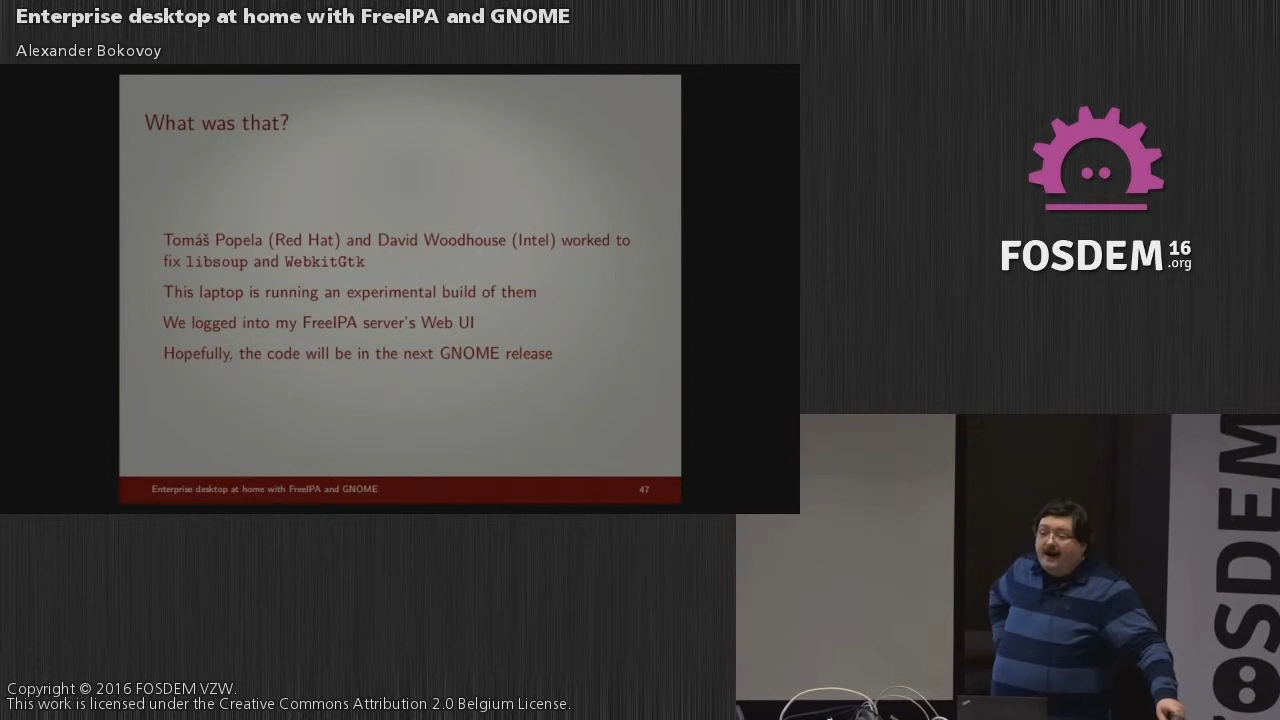 Enterprise desktop at home with FreeIPA and GNOME
Alexander Bokovoy
What was that?
Tomáš Popela (Red Hat) and David Woodhouse (Intel) worked to
fix libsoup and WebkitGtk
This laptop is running an experimental build of them
We logged into my FreeIPA server's Web UI
Hopefully, the code will be in the next GNOME release
Enterprise desktop at home with FreeIPA and GNOME 47
FOSDEM 16
.org
FOSDEM
Copyright © 2016 FOSDEM VZW.
This work is licensed under the Creative Commons Attribution 2.0 Belgium License.